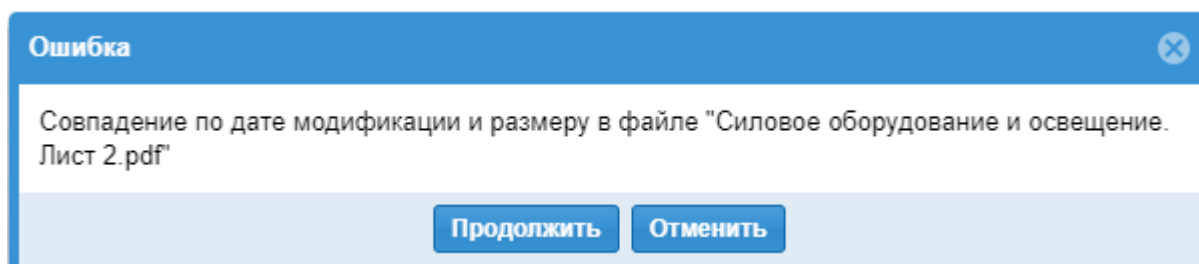 Ошибка
Совпадение по дате модификации и размеру в файле "Силовое оборудование и освещение.
Лист 2.pdf"
Продолжить Отменить